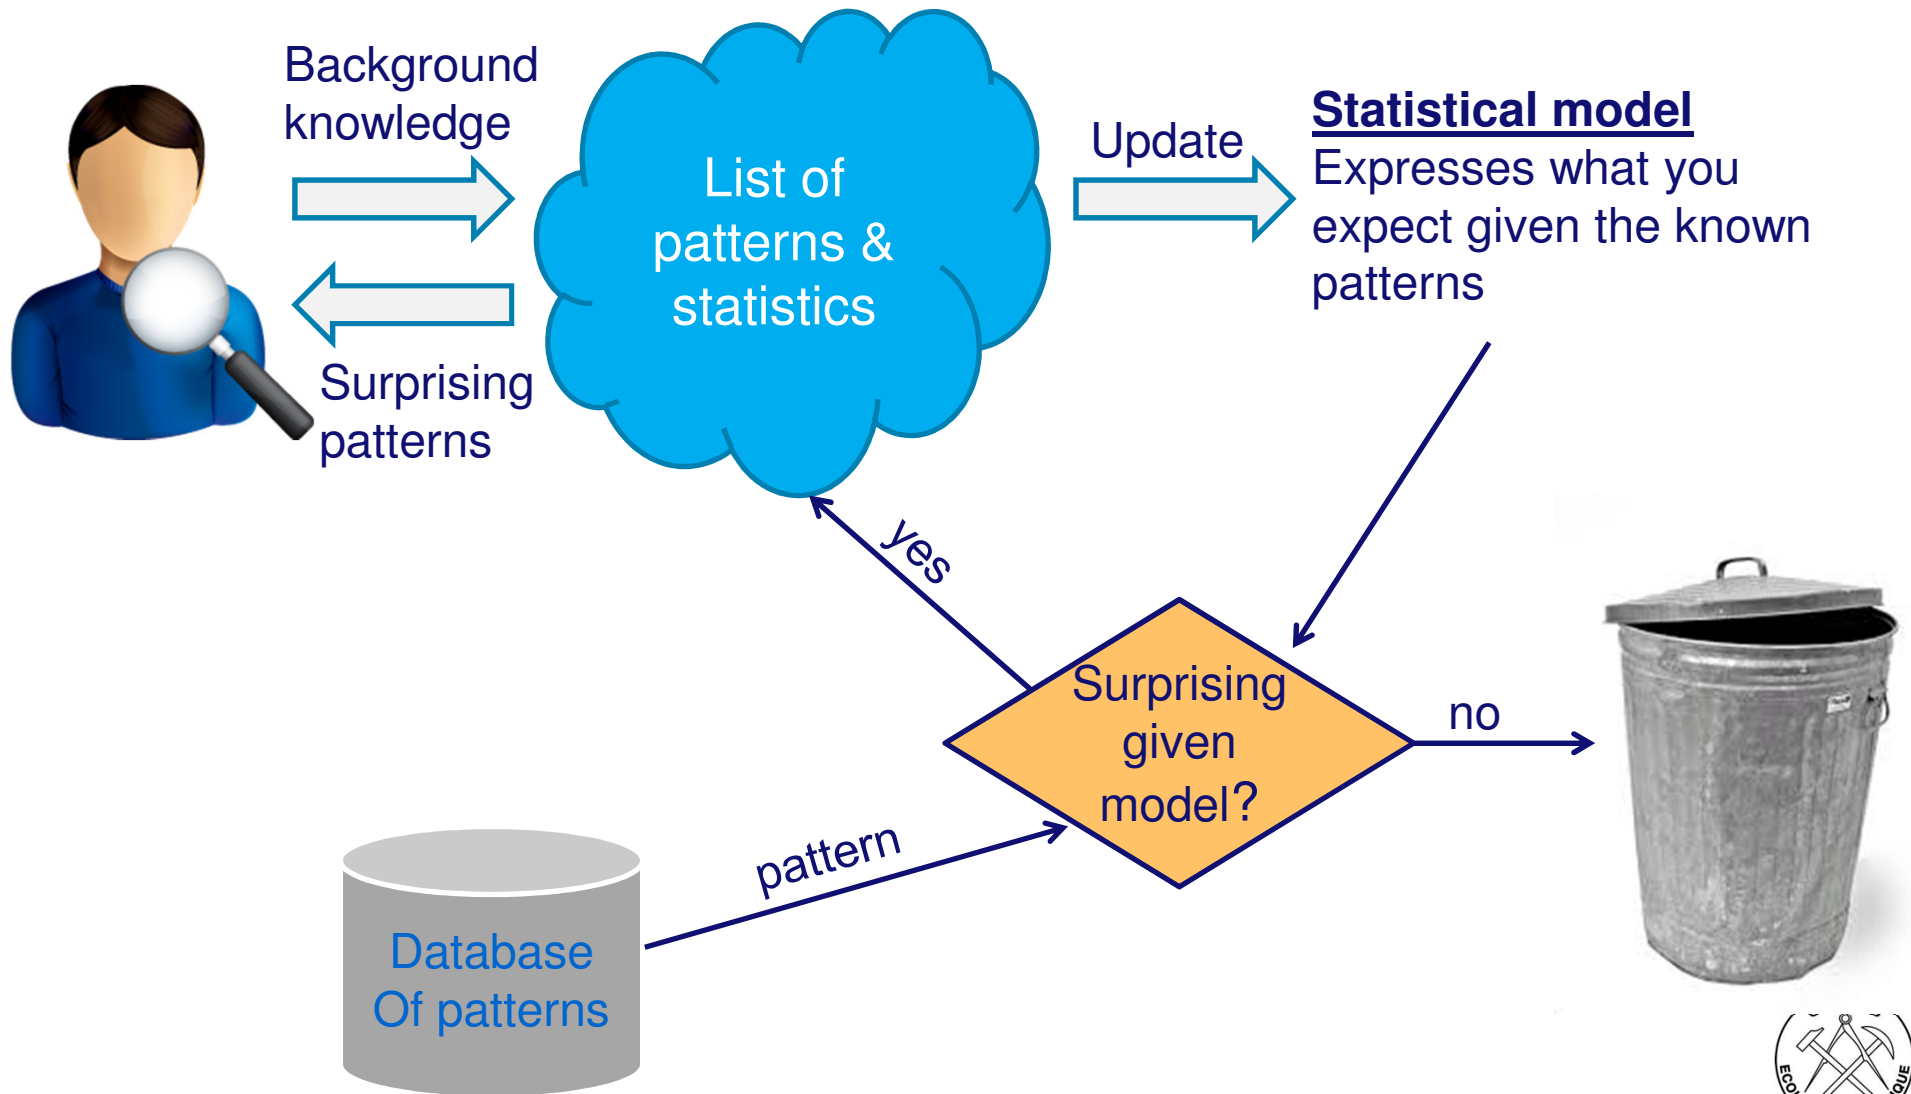 Background
knowledge
Surprising
patterns
List of
patterns &
statistics
Update
Statistical model
Expresses what you
expect given the known
patterns
yes
Surprising
given
model?
no
pattern
Database
Of patterns